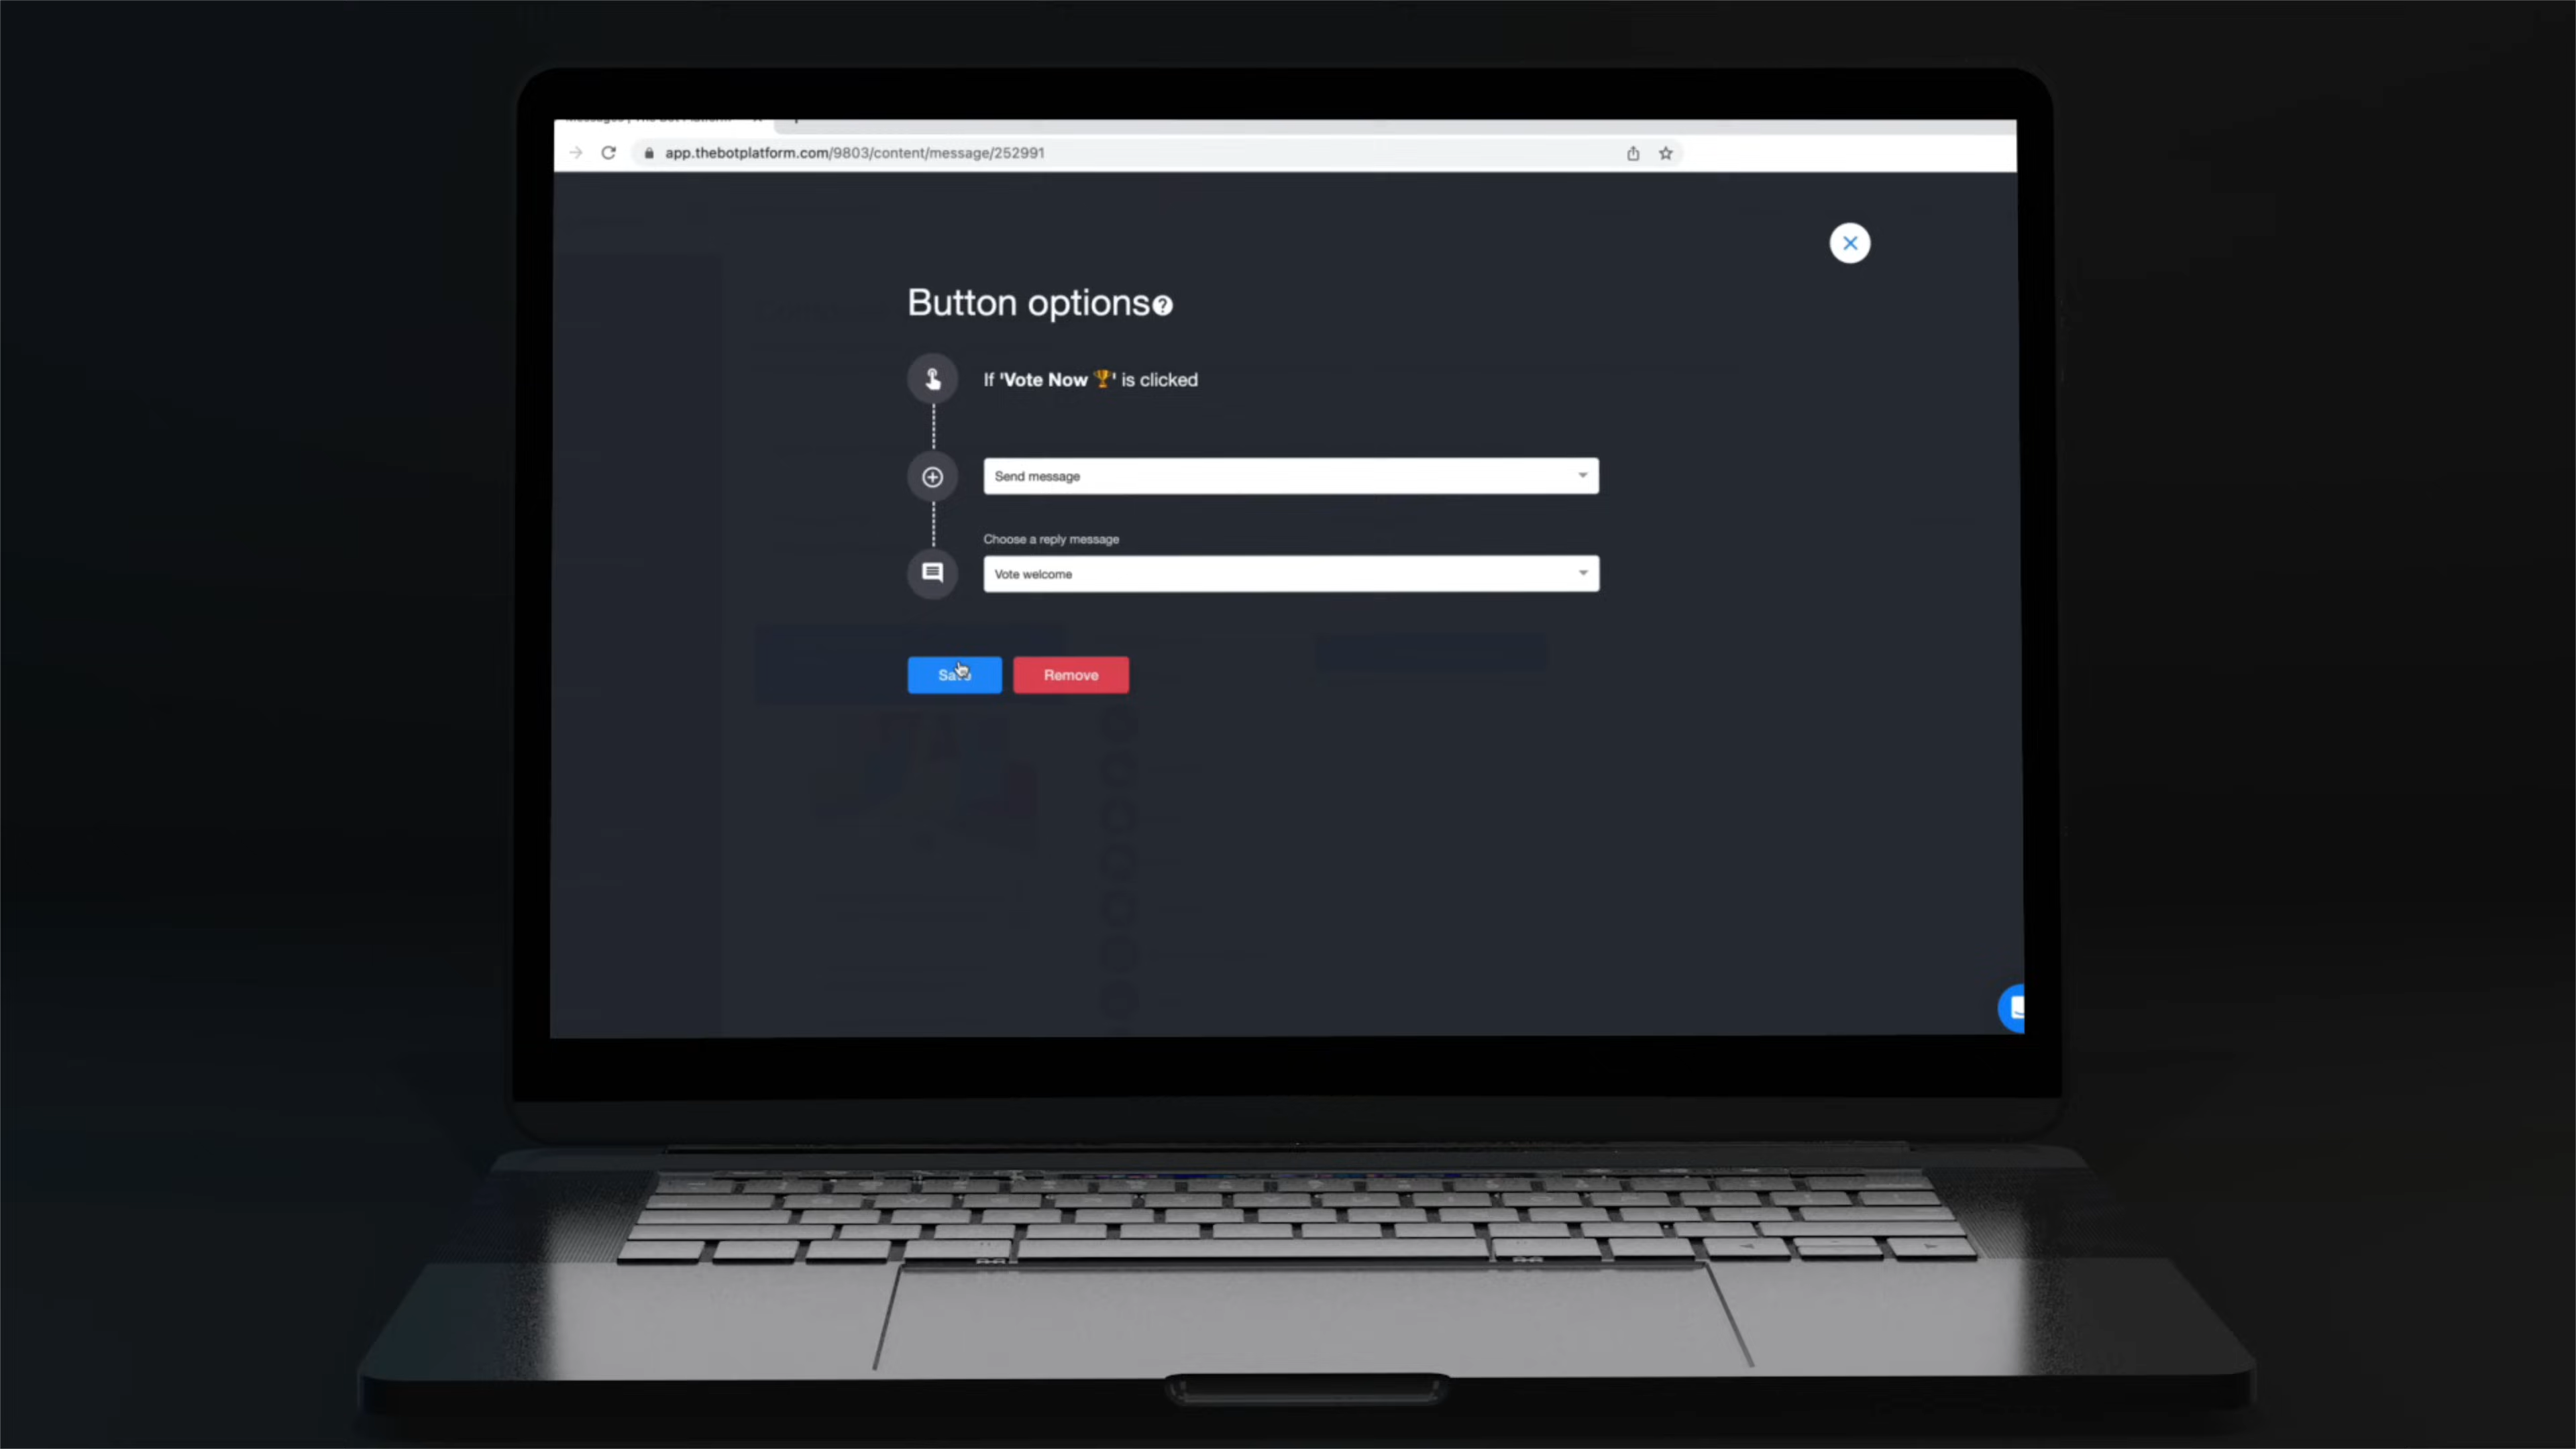 app.thebotplatform.com/9803/content/message/252991
Button options
If 'Vote Now 🏆' is clicked
Send message
Choose a reply message
Vote welcome
Save
Remove